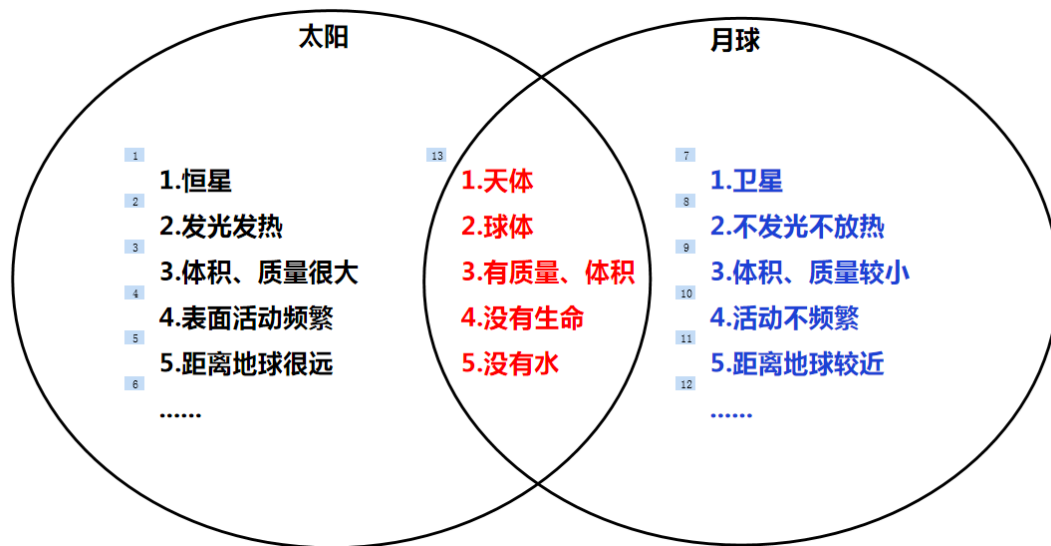 太阳
1
1.恒星
2
2.发光发热
3
3.体积、质量很大
4
4.表面活动频繁
5
5.距离地球很远
6
……
13
1.天体
2.球体
3.有质量、体积
4.没有生命
5.没有水
月球
7
1.卫星
8
2.不发光不放热
9
3.体积、质量较小
10
4.活动不频繁
11
5.距离地球较近
12
……